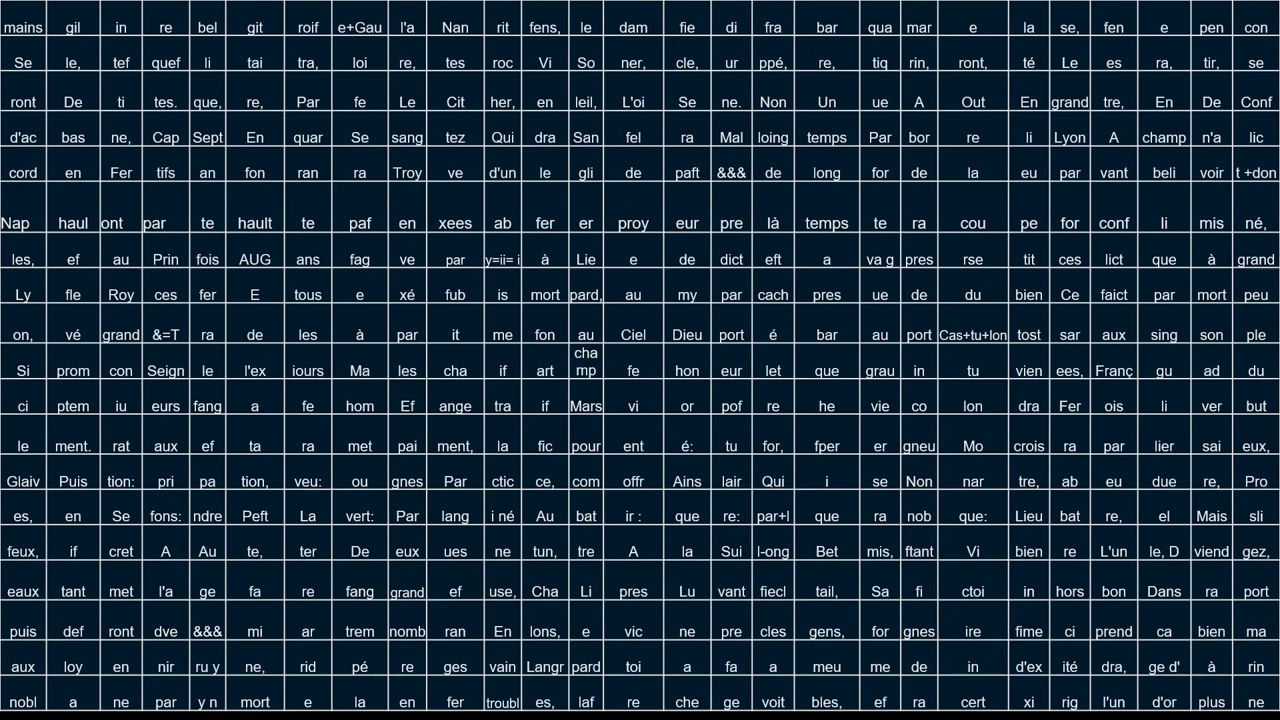 mains gil in re bel git roif e+Gau l'a Nan rit fens, le dam fie di fra bar qua mar e la se, fen e pen con
Se le, tef quef li tai tra, loi re, tes roc Vi So ner, cle, ur ppé, re, tiq rin, ront, té Le es ra, tir, se
ront De ti tes. que, re, Par fe Le Cit her, en leil, L'oi Se ne. Non Un ue A Out En grand tre, En De Conf
d'ac bas ne, Cap Sept En quar Se sang tez Qui dra San fel ra Mal loing temps Par bor re li Lyon A champ n'a lic
cord en Fer tifs an fon ran ra Troy ve d'un le gli de paft &&& de long for de la eu par vant beli voir t +don
Nap haul ont par te hault te paf en xees ab fer er proy eur pre là temps te ra cou pe for conf li mis né,
les, ef au Prin fois AUG ans fag ve par y=ii= i à Lie e de dict eft a va g pres rse tit ces lict que à grand
Ly fle Roy ces fer E tous e xé fub is mort pard, au my par cach pres ue de du bien Ce faict par mort peu
on, vé grand &=T ra de les à par it me fon au Ciel Dieu port é bar au port Cas+tu+lon tost sar aux sing son ple
Si prom con Seign le l'ex iours Ma les cha if art champ fe hon eur let que grau in tu vien ees, Franç gu ad du
ci ptem iu eurs fang a fe hom Ef ange tra if Mars vi or pof re he vie co lon dra Fer ois li ver but
le ment. rat aux ef ta ra met pai ment, la fic pour ent é: tu for, fper er gneu Mo crois ra par lier sai eux,
Glaiv Puis tion: pri pa tion, veu: ou gnes Par ctic ce, com offr Ains lair Qui i se Non nar tre, ab eu due re, Pro
es, en Se fons: ndre Peft La vert: Par lang i né Au bat ir : que re: par+l que ra nob que: Lieu bat re, el Mais sli
feux, if cret A Au te, ter De eux ues ne tun, tre A la Sui l-ong Bet mis, ftant Vi bien re L'un le, D viend gez,
eaux tant met l'a ge fa re fang grand ef use, Cha Li pres Lu vant fiecl tail, Sa fi ctoi in hors bon Dans ra port
puis def ront dve &&& mi ar trem nomb ran En lons, e vic ne pre cles gens, for gnes ire fime ci prend ca bien ma
aux loy en nir ru y ne, rid pé re ges vain Langr pard toi a fa a meu me de in d'ex ité dra, ge d' à rin
nobl a ne par y n mort e la en fer troubl es, laf re che ge voit bles, ef ra cert xi rig l'un d'or plus ne